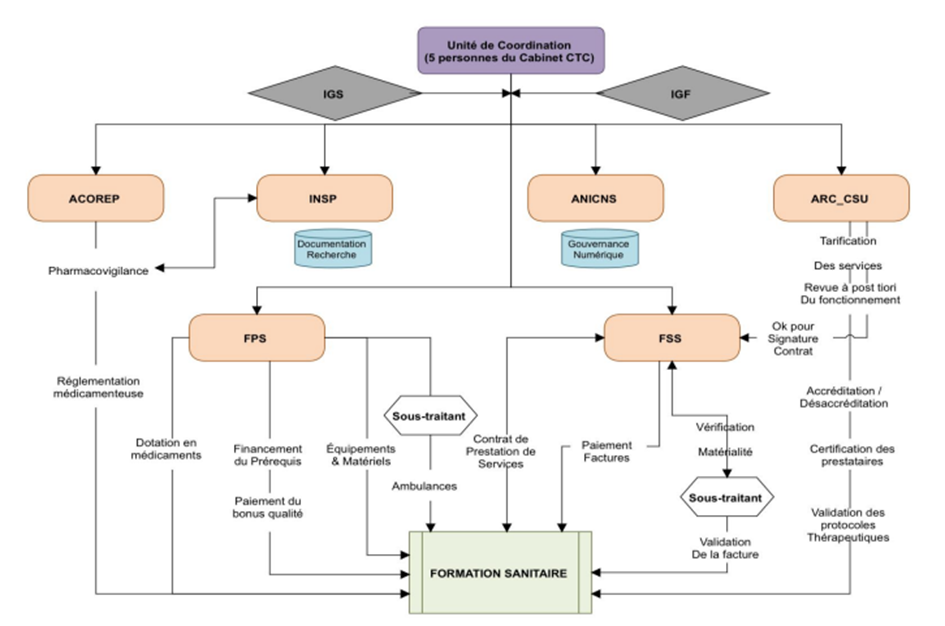 Unité de Coordination
(5 personnes du Cabinet CTC)
IGS
IGF
ACOREP
INSP
ANICNS
ARC_CSU
Documentation
Recherche
Gouvernance
Numérique
Tarification
Des services
Revue à post tiori
Du fonctionnement
Pharmacovigilance
FPS
FSS
Ok pour
Signature
Contrat
Réglementation
médicamenteuse
Accréditation /
Désaccréditation
Sous-traitant
Dotation en
médicaments
Financement
du Prérequis
Équipements
& Matériels
Contrat de
Prestation de
Services
Paiement
Factures
Vérification
Matérialité
Certification des
prestataires
Ambulances
Paiement du
bonus qualité
Sous-traitant
Validation des
protocoles
Thérapeutiques
Validation
De la facture
FORMATION SANITAIRE